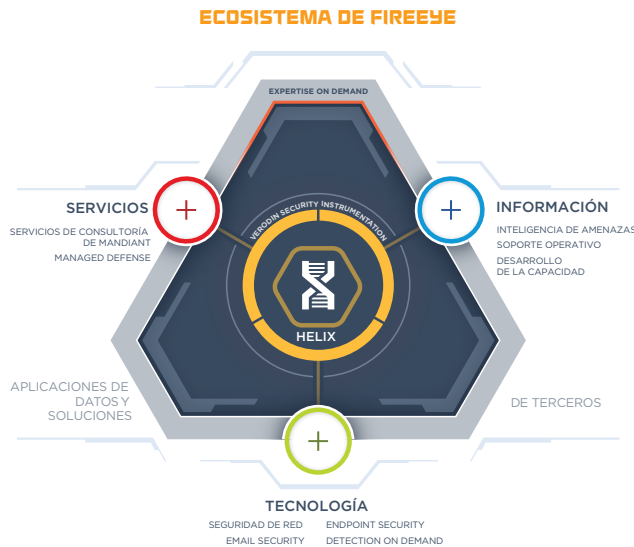 ECOSISTEMA DE FIREEYE
EXPERTISE ON DEMAND
VERODIN SECURITY INSTRUMENTATION
HELIX
SERVICIOS
SERVICIOS DE CONSULTORÍA
DE MANDIANT
MANAGED DEFENSE
INFORMACIÓN
INTELIGENCIA DE AMENAZAS
SOPORTE OPERATIVO
DESARROLLO
DE LA CAPACIDAD
APLICACIONES DE
DATOS Y
SOLUCIONES
DE TERCEROS
TECNOLOGÍA
SEGURIDAD DE RED ENDPOINT SECURITY
EMAIL SECURITY DETECTION ON DEMAND